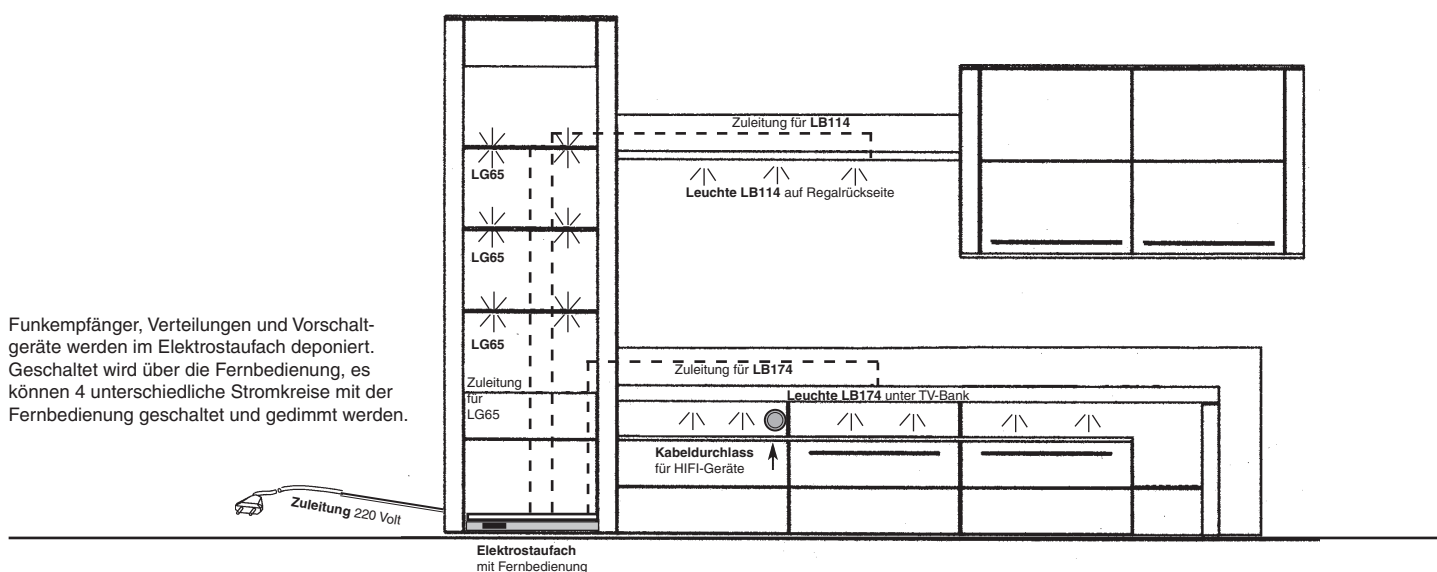 Zuleitung für LB114
LG65
Leuchte LB114 auf Regalrückseite
LG65
Funkempfänger, Verteilungen und Vorschalt-
geräte werden im Elektrostaufach deponiert.
Geschaltet wird über die Fernbedienung, es
können 4 unterschiedliche Stromkreise mit der
Fernbedienung geschaltet und gedimmt werden.
LG65
Zuleitung für LB174
Zuleitung
für
LG65
Leuchte LB174 unter TV-Bank
Kabeldurchlass
für HIFI-Geräte
Zuleitung 220 Volt
Elektrostaufach
mit Fernbedienung